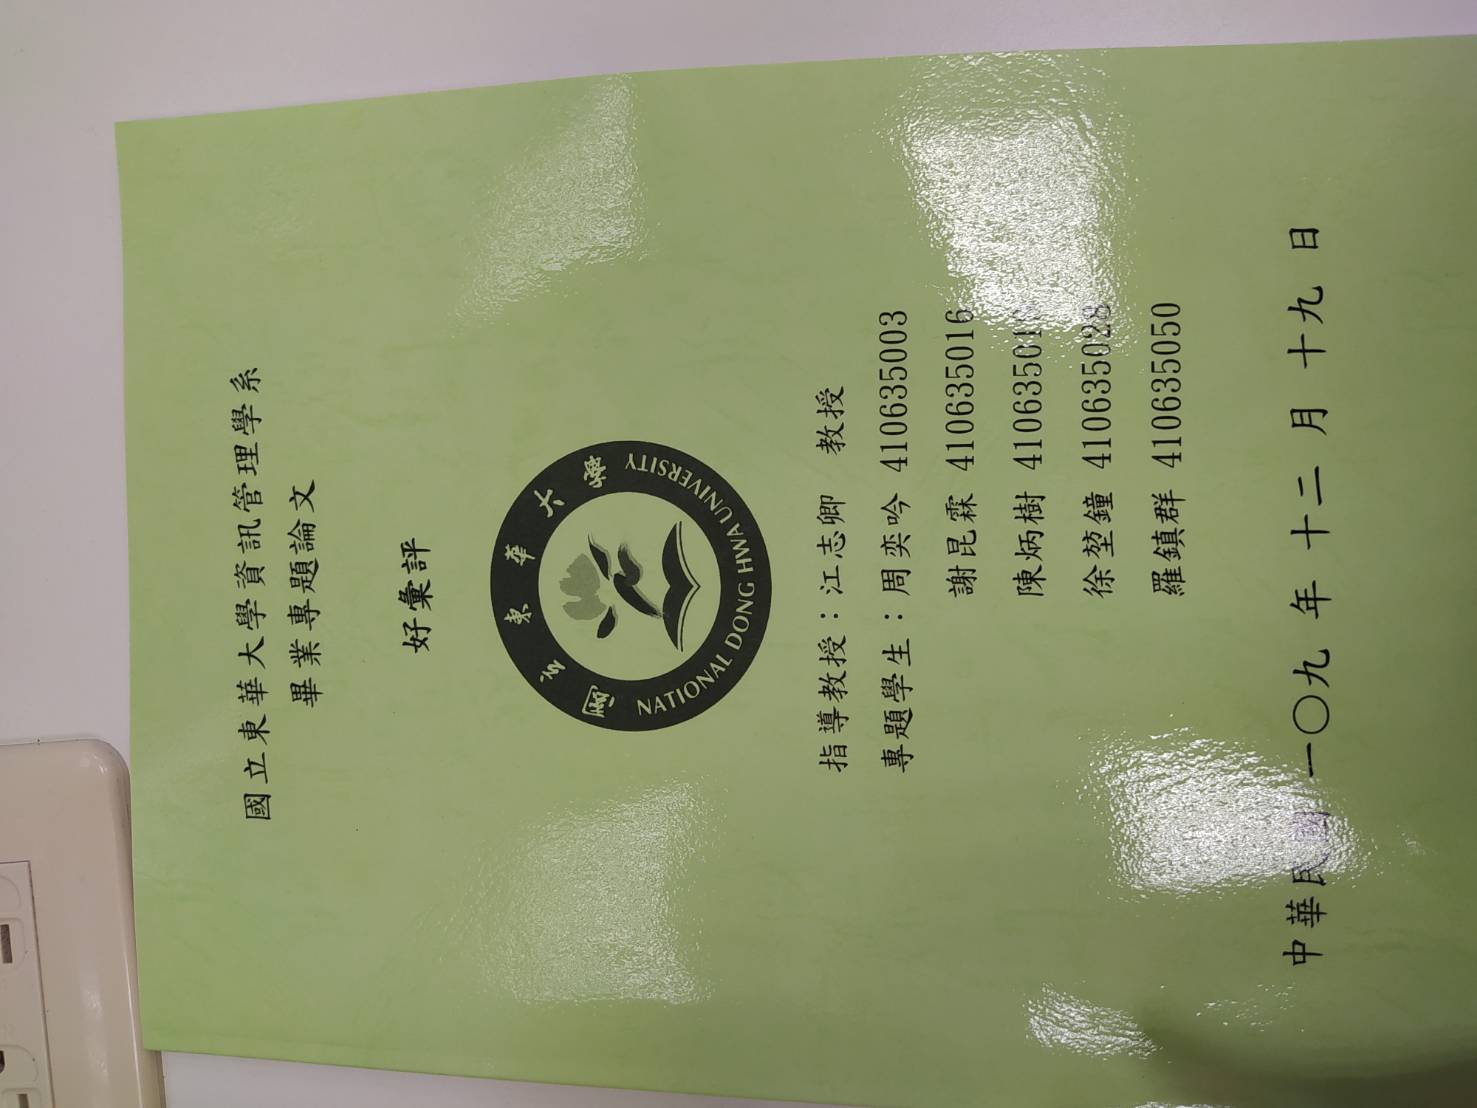 國立東華大學資訊管理學系
畢業專題論文
好彙評
國立東華大學
NATIONAL DONG HWA UNIVERSITY
指導教授：江志卿 教授
專題學生：周奕吟 410635003
謝昆霖 410635016
陳炳樹
徐堃鐘 410635028
羅鎮群 410635050
中華民國 一〇九 年 十二 月 十九 日